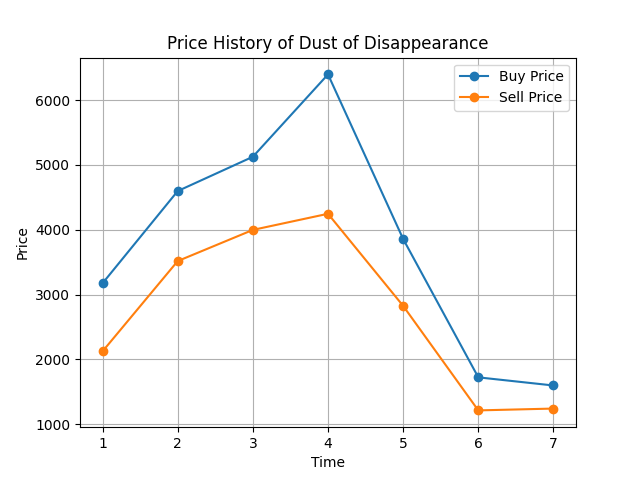 Price History of Dust of Disappearance
Buy Price
Sell Price
Price
6000
5000
4000
3000
2000
1000
1 2 3 4 5 6 7
Time